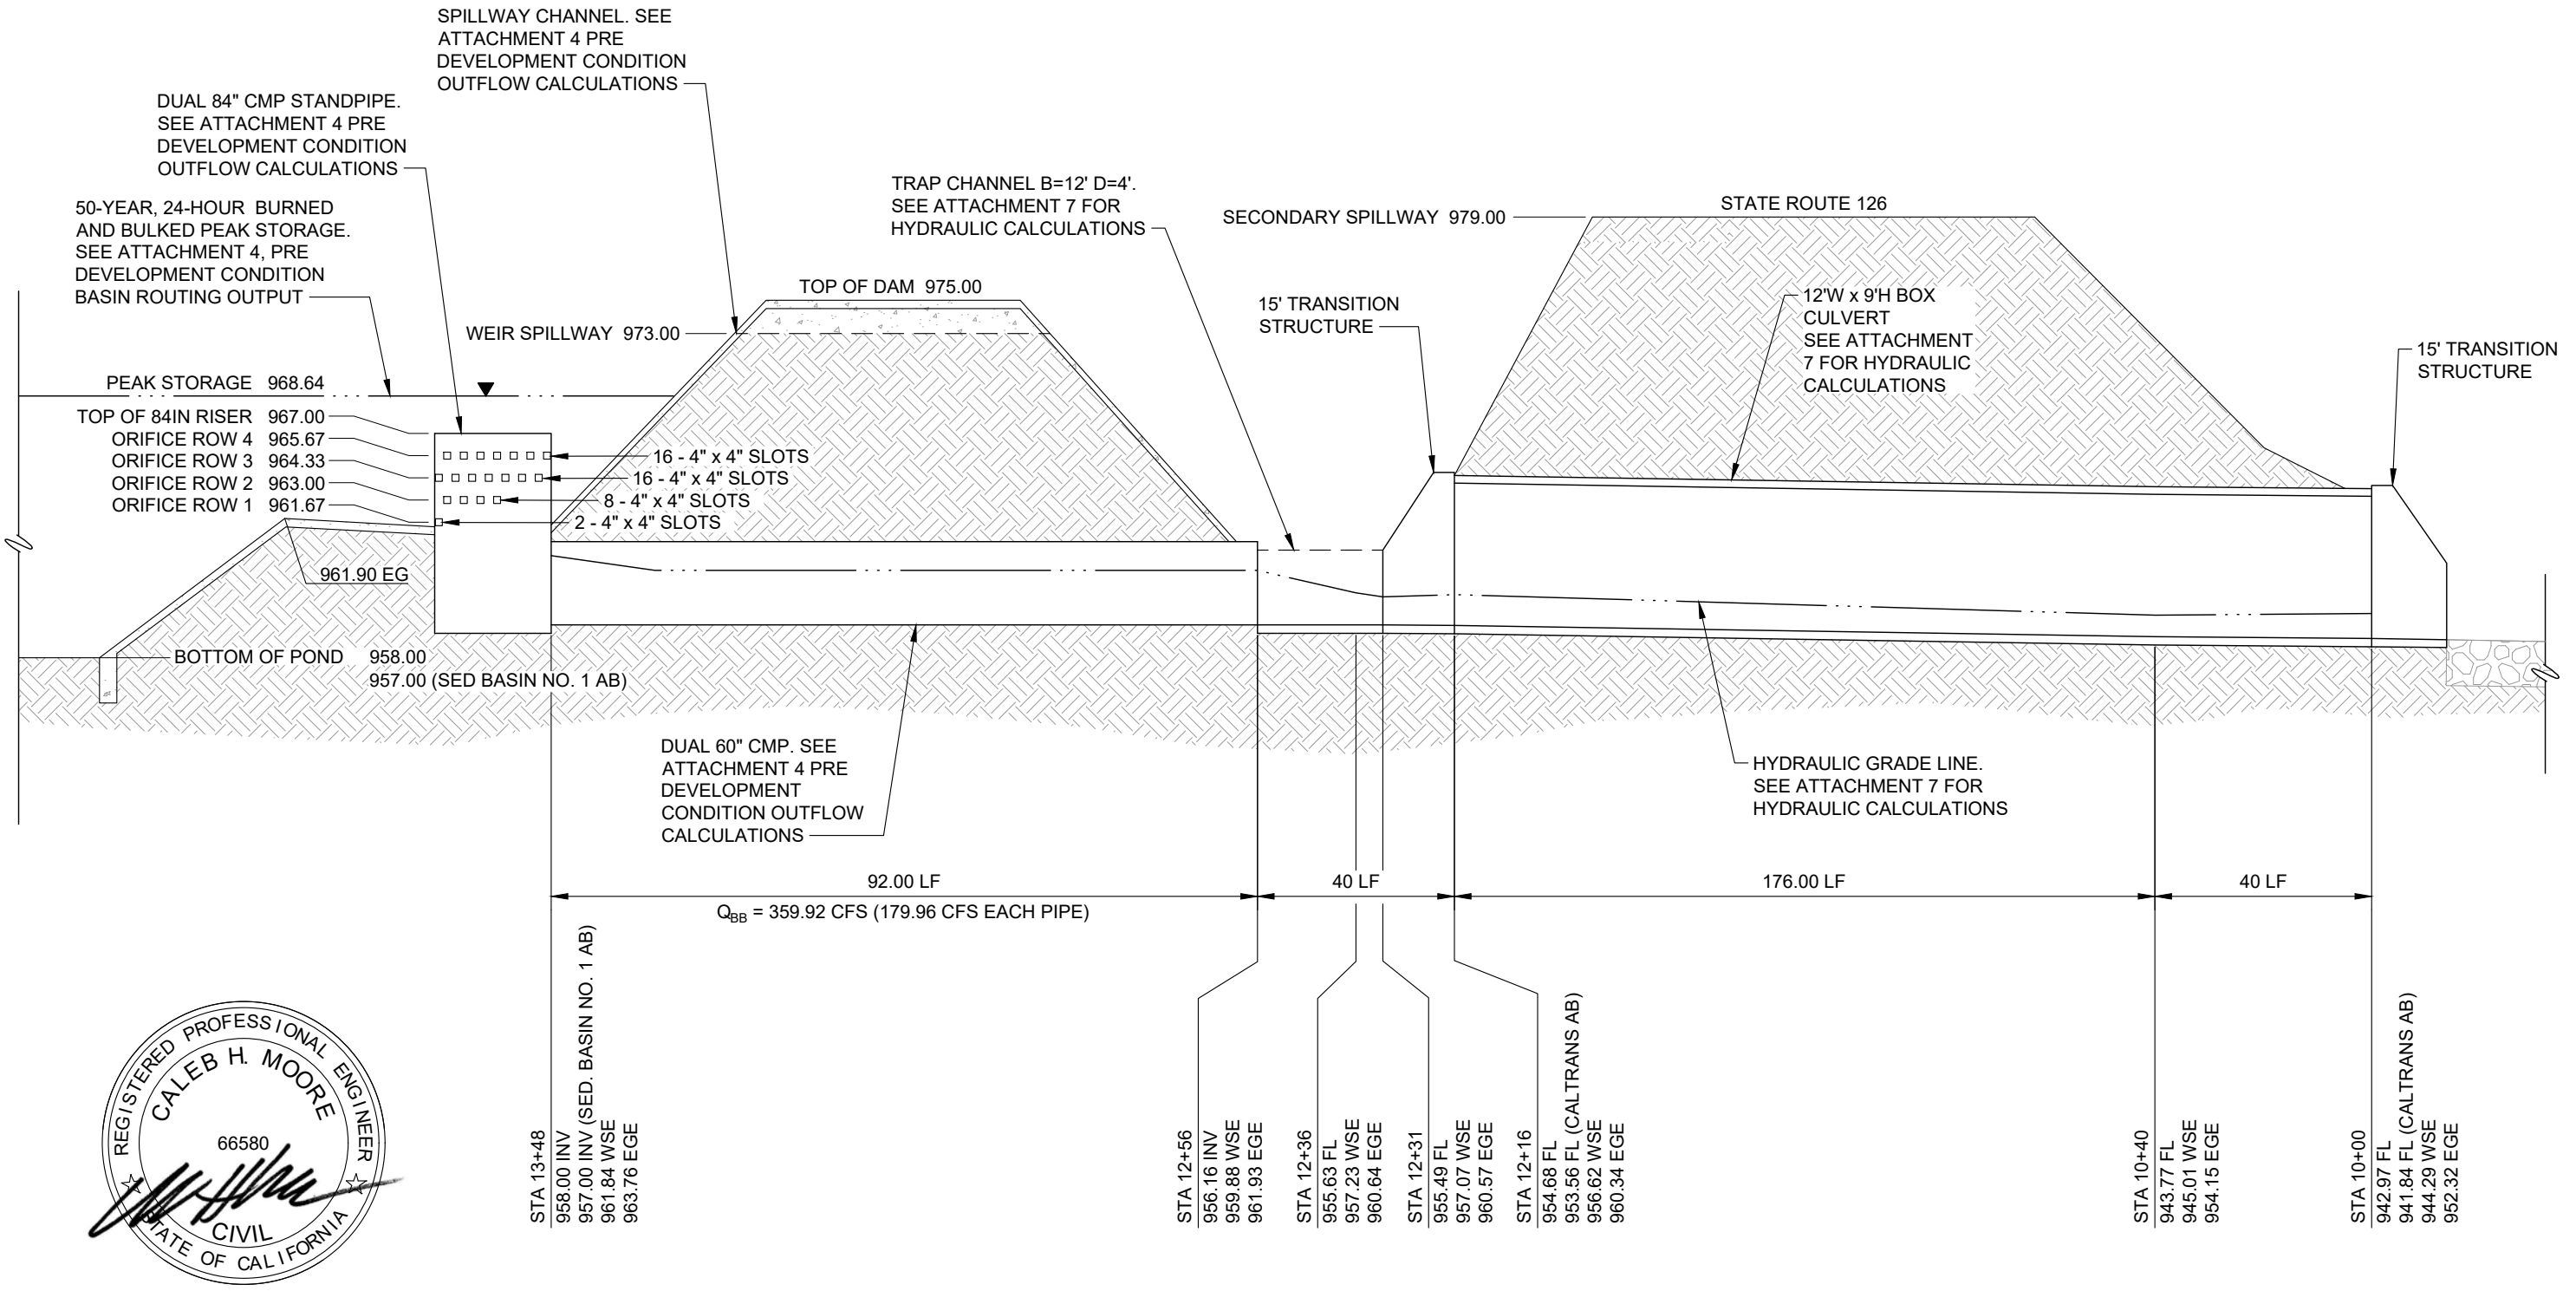 SPILLWAY CHANNEL. SEE
ATTACHMENT 4 PRE
DEVELOPMENT CONDITION
OUTFLOW CALCULATIONS
DUAL 84" CMP STANDPIPE.
SEE ATTACHMENT 4 PRE
DEVELOPMENT CONDITION
OUTFLOW CALCULATIONS
50-YEAR, 24-HOUR BURNED
AND BULKED PEAK STORAGE.
SEE ATTACHMENT 4, PRE
DEVELOPMENT CONDITION
BASIN ROUTING OUTPUT
TRAP CHANNEL B=12' D=4'.
SEE ATTACHMENT 7 FOR
HYDRAULIC CALCULATIONS
SECONDARY SPILLWAY 979.00
STATE ROUTE 126
TOP OF DAM 975.00
WEIR SPILLWAY 973.00
15' TRANSITION
STRUCTURE
12'W x 9'H BOX
CULVERT
SEE ATTACHMENT
7 FOR HYDRAULIC
CALCULATIONS
15' TRANSITION
STRUCTURE
PEAK STORAGE 968.64
TOP OF 84IN RISER 967.00
ORIFICE ROW 4 965.67
ORIFICE ROW 3 964.33
ORIFICE ROW 2 963.00
ORIFICE ROW 1 961.67
16 - 4" x 4" SLOTS
16 - 4" x 4" SLOTS
8 - 4" x 4" SLOTS
2 - 4" x 4" SLOTS
961.90 EG
BOTTOM OF POND 958.00
957.00 (SED BASIN NO. 1 AB)
DUAL 60" CMP. SEE
ATTACHMENT 4 PRE
DEVELOPMENT
CONDITION OUTFLOW
CALCULATIONS
HYDRAULIC GRADE LINE.
SEE ATTACHMENT 7 FOR
HYDRAULIC CALCULATIONS
92.00 LF
40 LF
176.00 LF
40 LF
QBB = 359.92 CFS (179.96 CFS EACH PIPE)
STA 13+48
958.00 INV
957.00 INV (SED. BASIN NO. 1 AB)
961.84 WSE
963.76 EGE
STA 12+56
956.16 INV
959.88 WSE
961.93 EGE
STA 12+36
955.63 FL
957.23 WSE
960.64 EGE
STA 12+31
955.49 FL
957.07 WSE
960.57 EGE
STA 12+16
954.68 FL
953.56 FL (CALTRANS AB)
956.62 WSE
960.34 EGE
STA 10+40
943.77 FL
945.01 WSE
954.15 EGE
STA 10+00
942.97 FL
941.84 FL (CALTRANS AB)
944.29 WSE
952.32 EGE
REGISTERED PROFESSIONAL ENGINEER
CALEB H. MOORE
66580
CIVIL
STATE OF CALIFORNIA